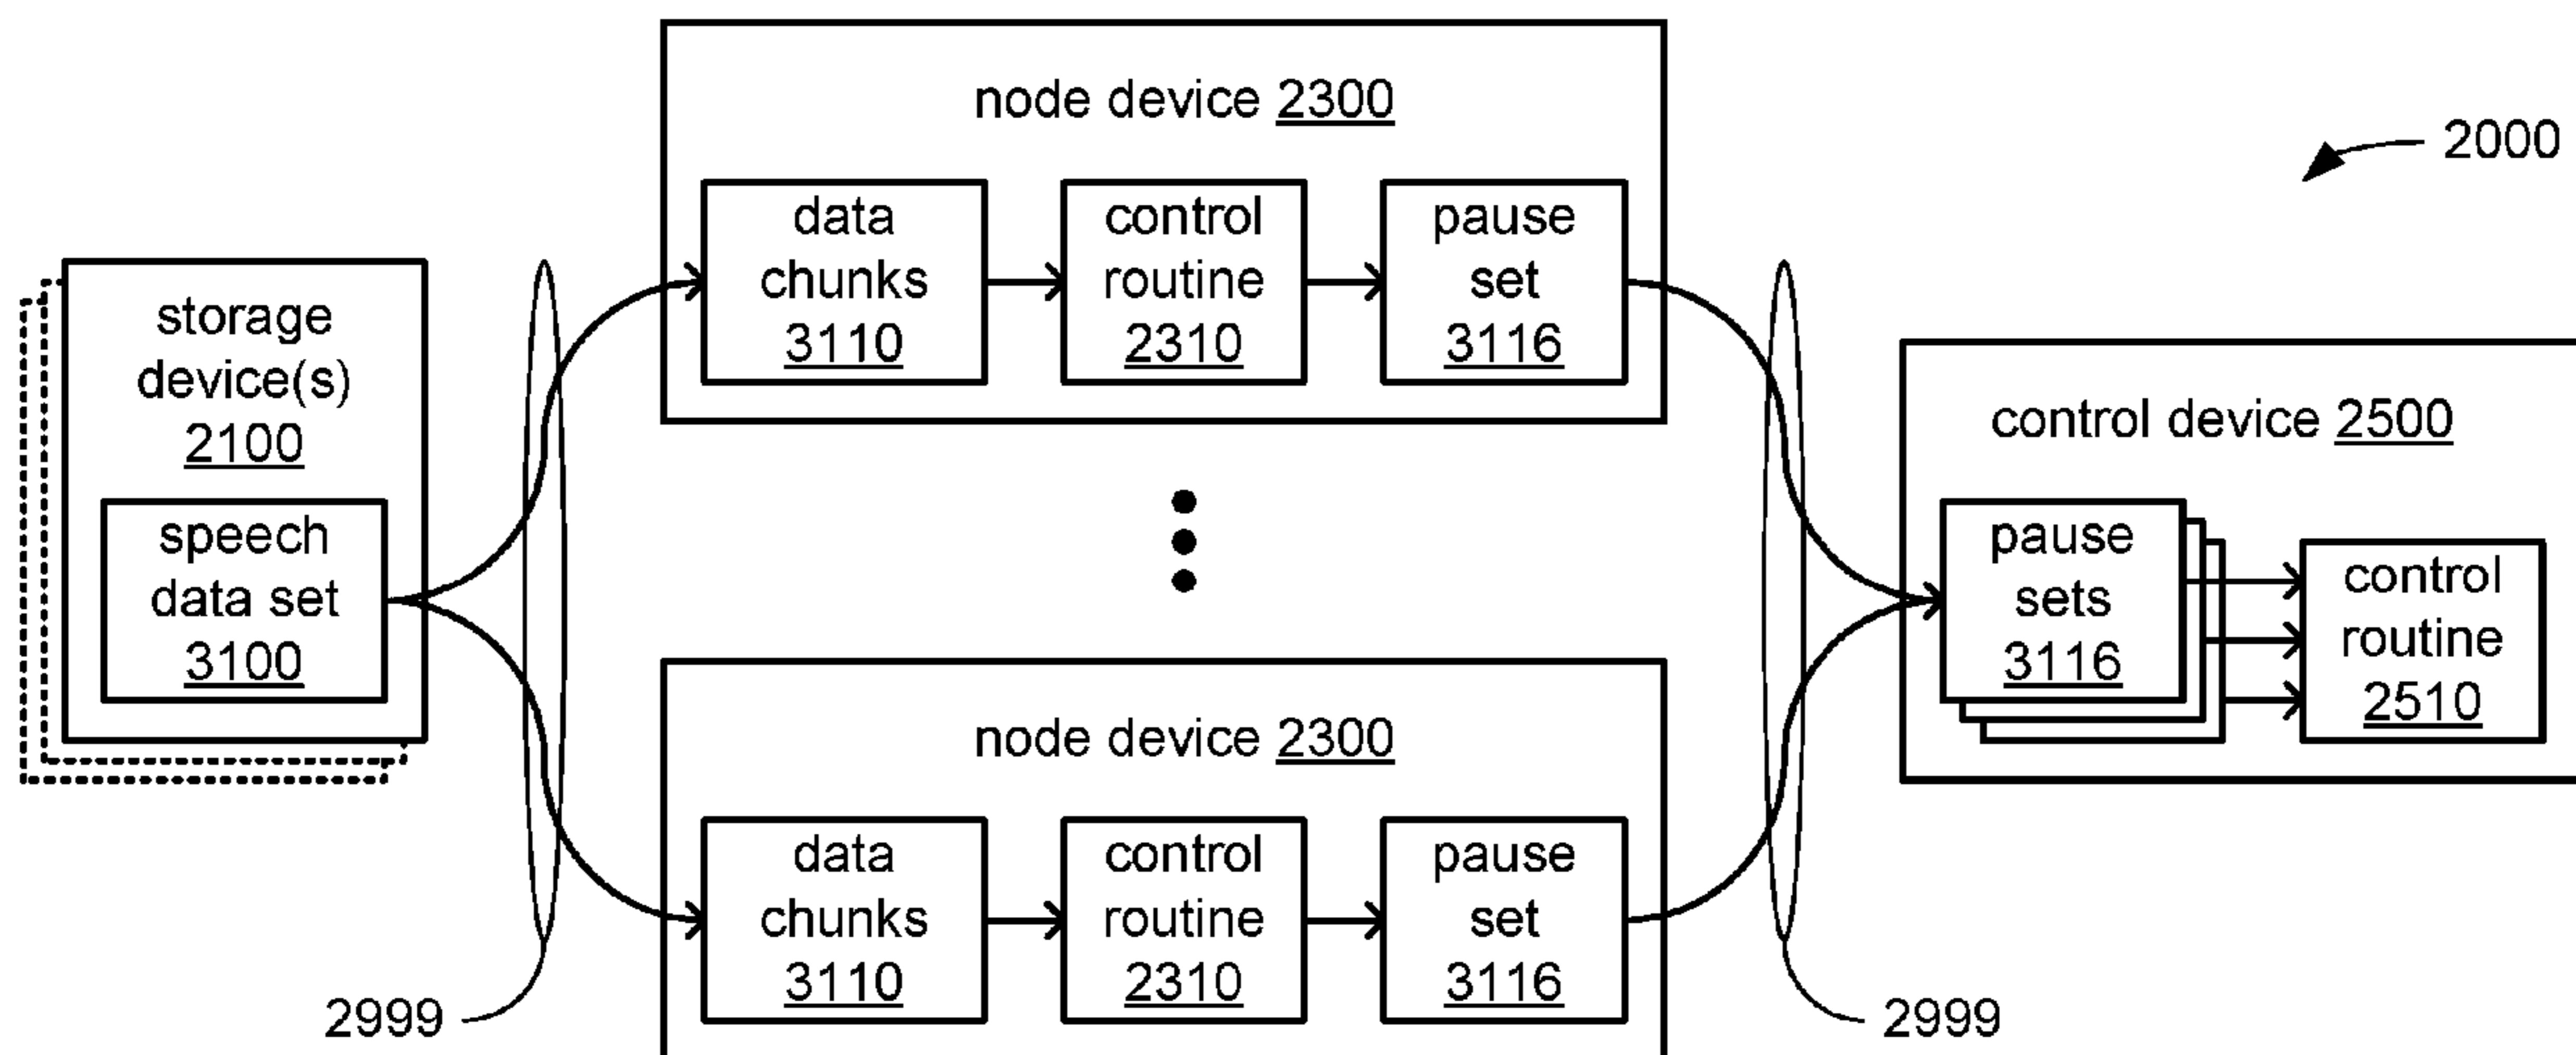 node device 2300
2000
data
chunks
3110
control
routine
2310
pause
set
3116
storage
device(s)
2100
speech
data set
3100
control device 2500
pause
sets
3116
control
routine
2510
node device 2300
data
chunks
3110
control
routine
2310
pause
set
3116
2999
2999